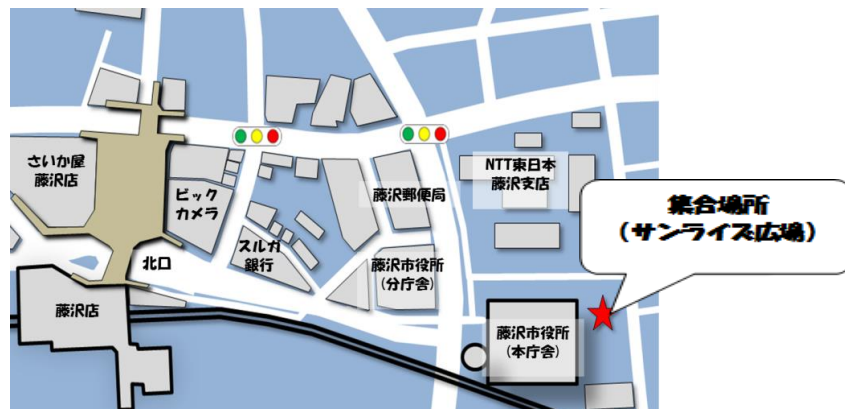 さいか屋
藤沢店
ビック
カメラ
北口
スルガ
銀行
藤沢店
藤沢郵便局
藤沢市役所
(分庁舎)
NTT東日本
藤沢支店
藤沢市役所
(本庁舎)
集合場所
(サンライズ広場)